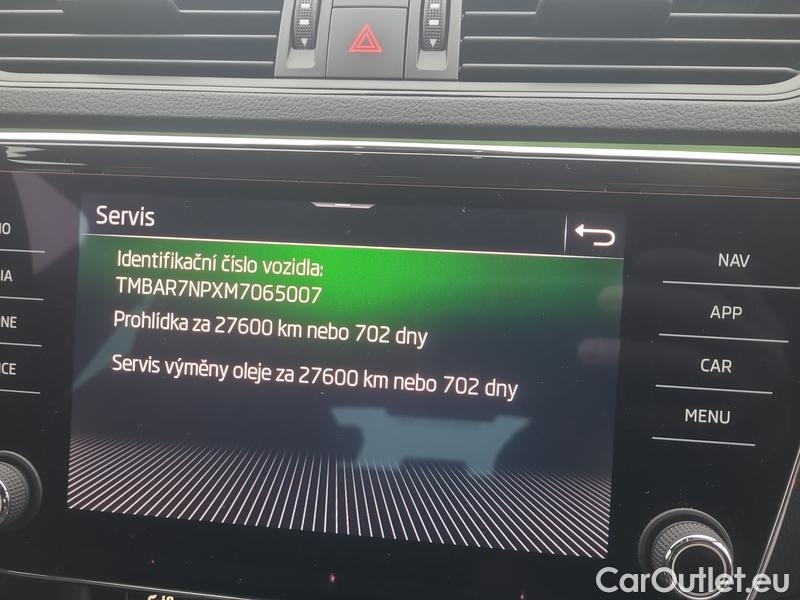 Servis
Identifikační číslo vozidla:
TMBAR7NPXM7065007
Prohlídka za 27600 km nebo 702 dny
Servis výměny oleje za 27600 km nebo 702 dny
NAV
APP
CAR
MENU
CarOutlet.eu